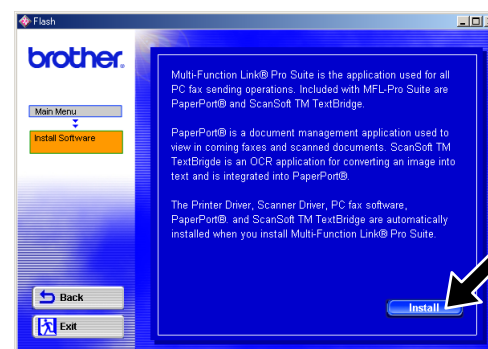 Flash
brother.
Main Menu
Install Software
Multi-Function Link® Pro Suite is the application used for all
PC fax sending operations. Included with MFL-Pro Suite are
PaperPort® and ScanSoft TM TextBridge.
PaperPort® is a document management application used to
view in coming faxes and scanned documents. ScanSoft TM
TextBrigde is an OCR application for converting an image into
text and is integrated into PaperPort®.
The Printer Driver, Scanner Driver, PC fax software,
PaperPort®. and ScanSoft TM TextBridge are automatically
installed when you install Multi-Function Link® Pro Suite.
Install
Back
Exit